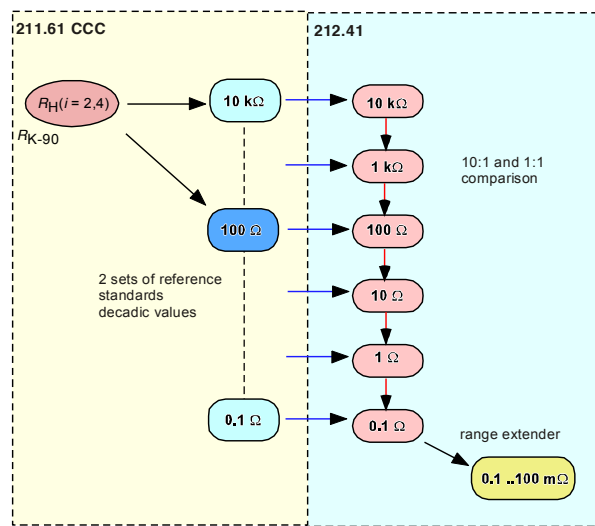 211.61 CCC
R_H(i = 2,4)
R_K-90
10 kΩ
100 Ω
2 sets of reference
standards
decadic values
0.1 Ω
212.41
10 kΩ
1 kΩ
10:1 and 1:1
comparison
100 Ω
10 Ω
1 Ω
0.1 Ω
range extender
0.1 ..100 mΩ